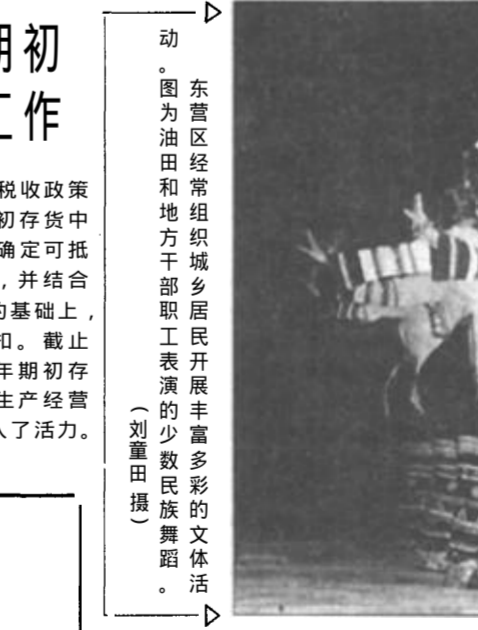 期初
工作
税收政策
初存货中
确定可抵
，并结合
的基础上，
扣。截止
年期初存
生产经营
入了活力。
东营区经常组织城乡居民开展丰富多彩的文体活
动。
图为油田和地方干部职工表演的少数民族舞蹈。
（刘童田 摄）